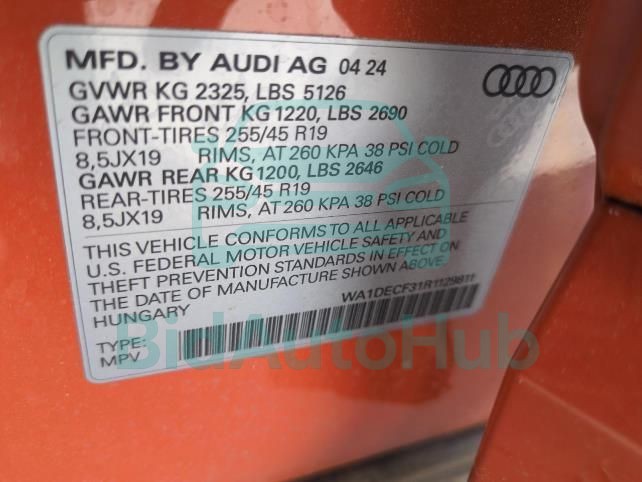 MFD. BY AUDI AG 04 24
GVWR KG 2325, LBS 5126
GAWR FRONT KG 1220, LBS 2690
FRONT-TIRES 255/45 R19
8,5JX19 RIMS, AT 260 KPA 38 PSI COLD
GAWR REAR KG 1200, LBS 2646
REAR-TIRES 255/45 R19
8,5JX19 RIMS, AT 260 KPA 38 PSI COLD
THIS VEHICLE CONFORMS TO ALL APPLICABLE
U.S. FEDERAL MOTOR VEHICLE SAFETY AND
THEFT PREVENTION STANDARDS IN EFFECT ON
THE DATE OF MANUFACTURE SHOWN ABOVE.
HUNGARY
WA1DECF31R1129811
TYPE:
MPV
BidAutoHub